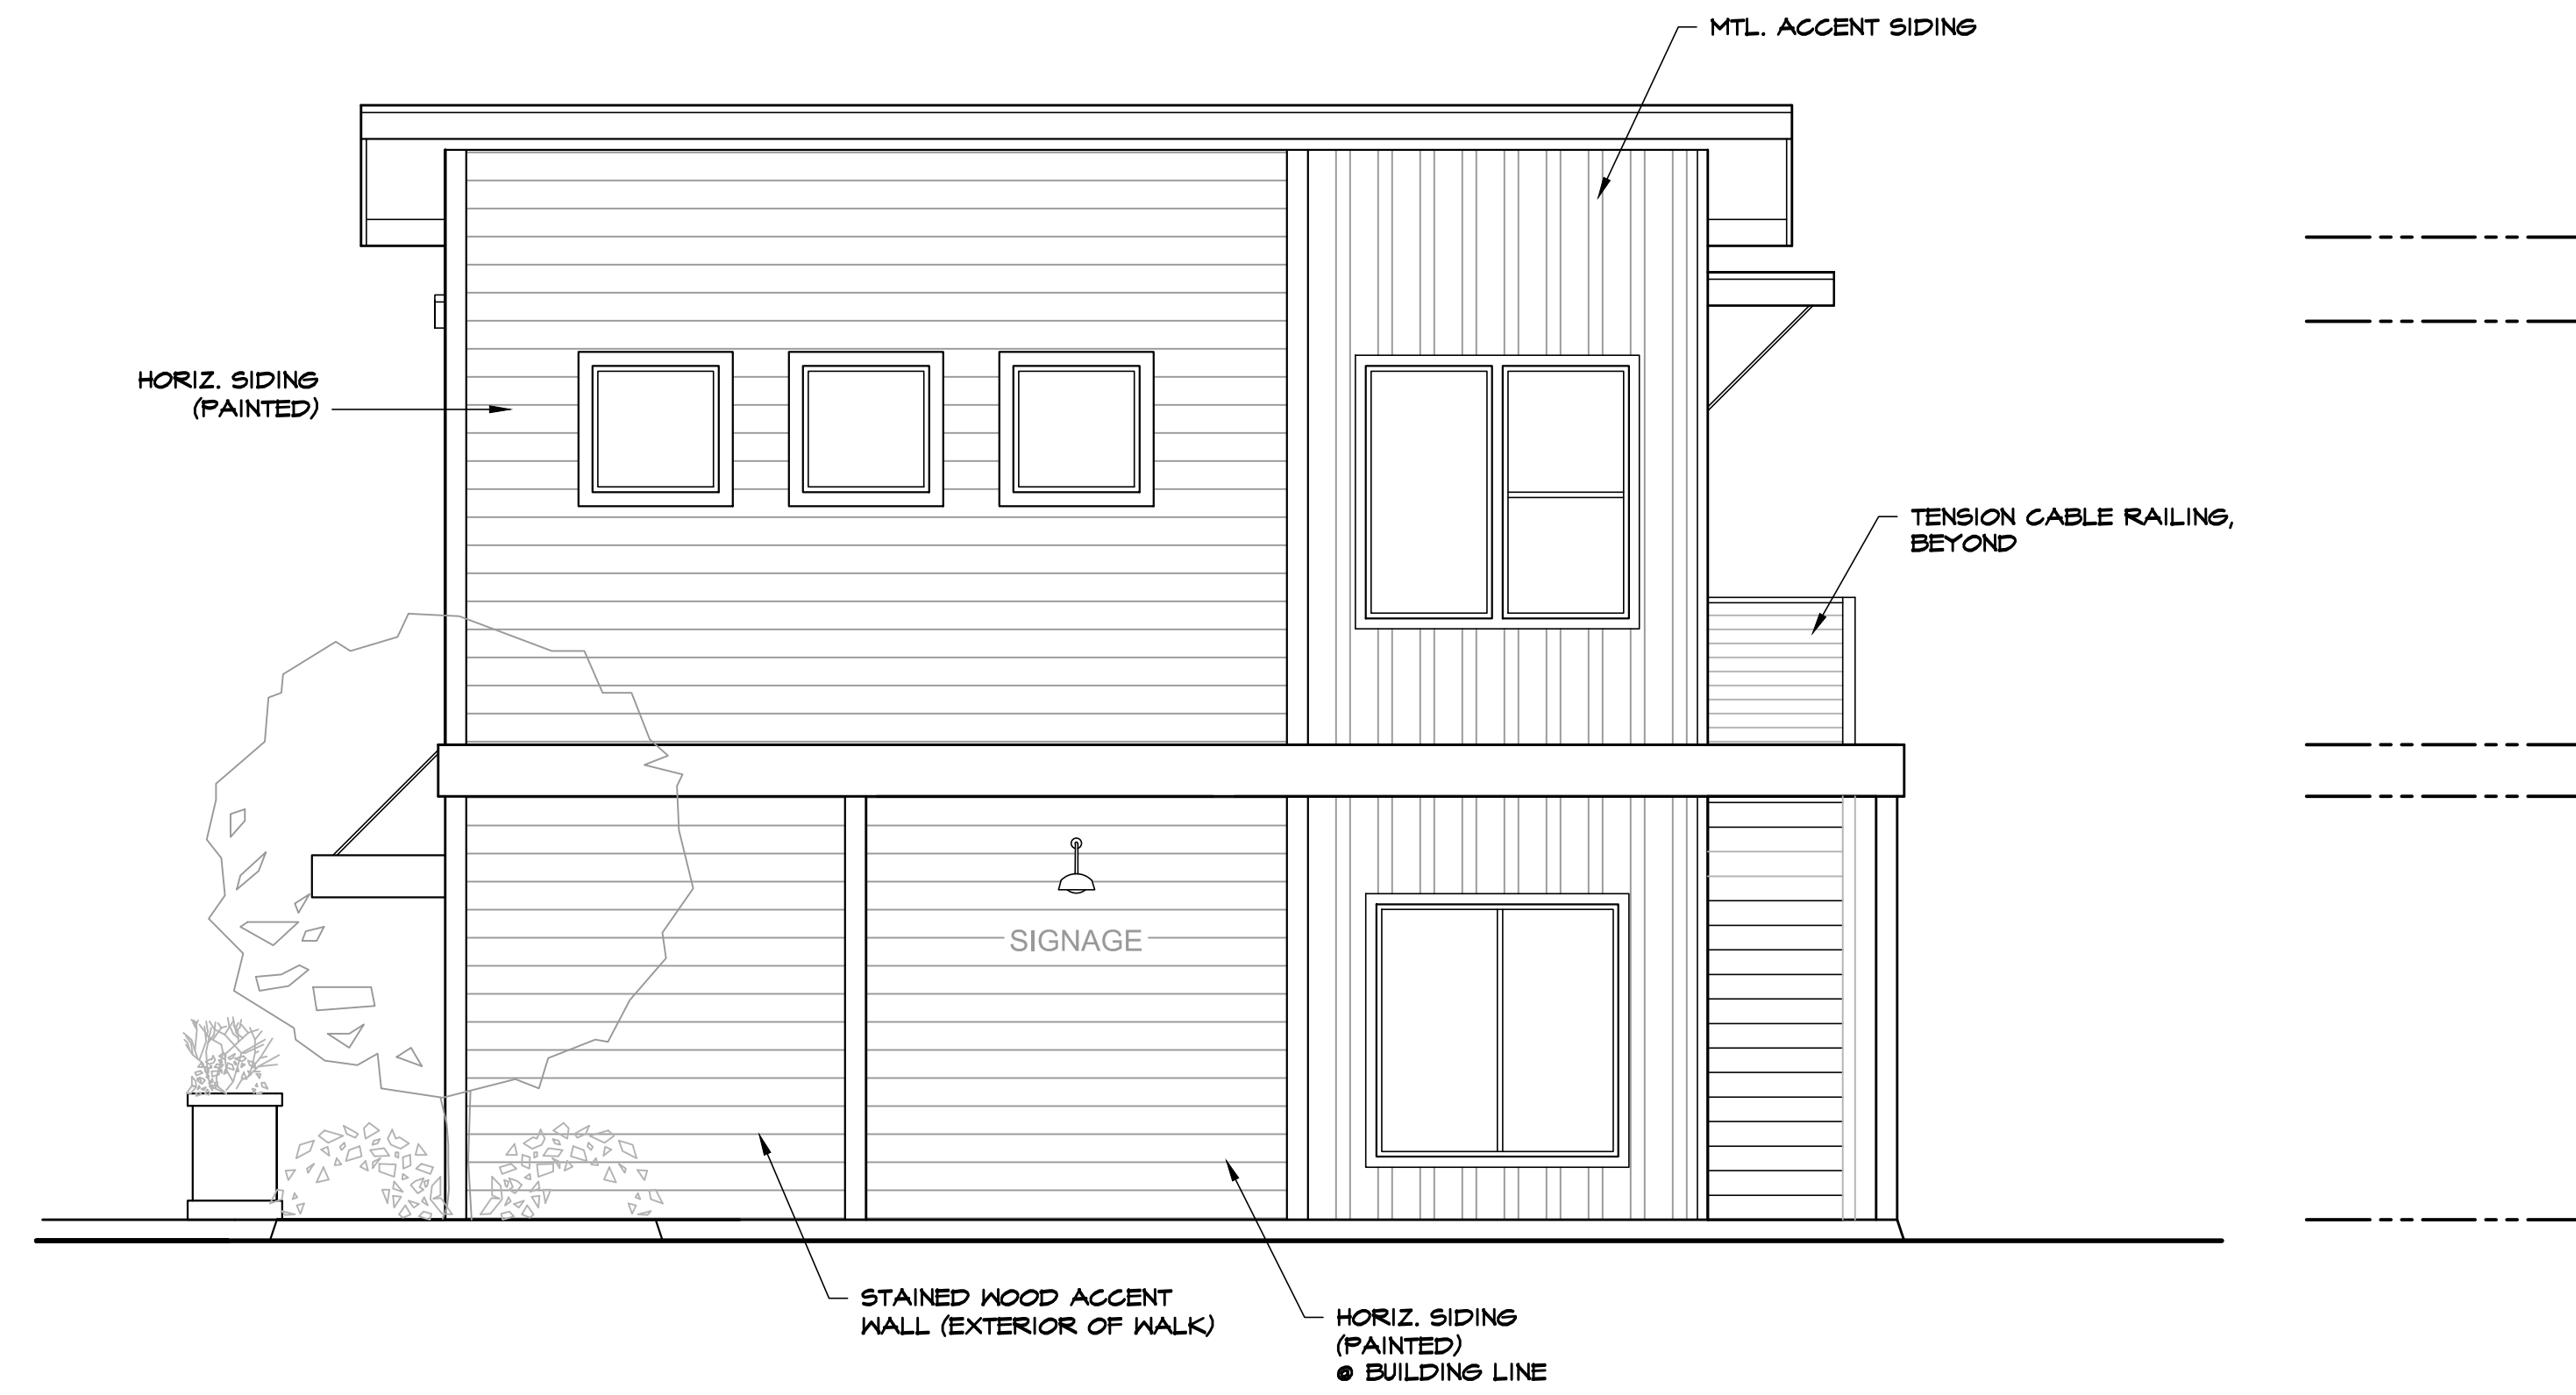 MTL. ACCENT SIDING
HORIZ. SIDING
(PAINTED)
TENSION CABLE RAILING,
BEYOND
SIGNAGE
STAINED WOOD ACCENT
WALL (EXTERIOR OF WALK)
HORIZ. SIDING
(PAINTED)
@ BUILDING LINE